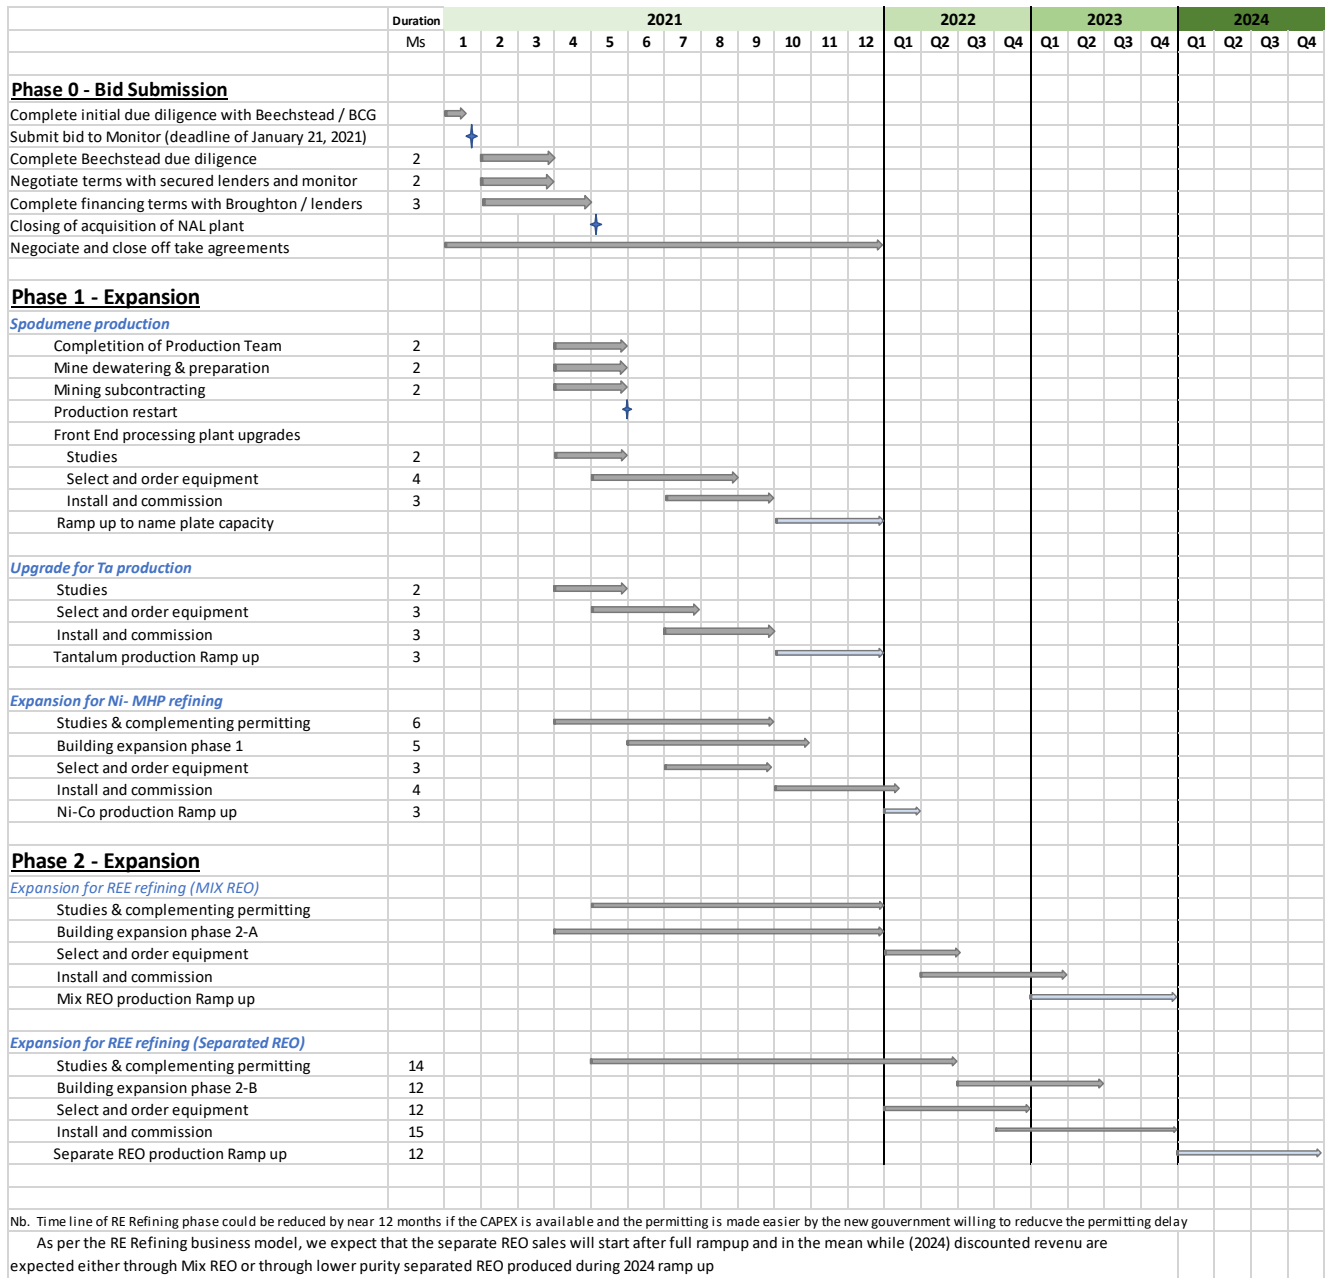 Duration 2021 2022 2023 2024
Ms 1 2 3 4 5 6 7 8 9 10 11 12 Q1 Q2 Q3 Q4 Q1 Q2 Q3 Q4 Q1 Q2 Q3 Q4
Phase 0 - Bid Submission
Complete initial due diligence with Beechstead / BCG
Submit bid to Monitor (deadline of January 21, 2021)
Complete Beechstead due diligence 2
Negotiate terms with secured lenders and monitor 2
Complete financing terms with Broughton / lenders 3
Closing of acquisition of NAL plant
Negociate and close off take agreements
Phase 1 - Expansion
Spodumene production
Completition of Production Team 2
Mine dewatering & preparation 2
Mining subcontracting 2
Production restart
Front End processing plant upgrades
Studies 2
Select and order equipment 4
Install and commission 3
Ramp up to name plate capacity
Upgrade for Ta production
Studies 2
Select and order equipment 3
Install and commission 3
Tantalum production Ramp up 3
Expansion for Ni- MHP refining
Studies & complementing permitting 6
Building expansion phase 1 5
Select and order equipment 3
Install and commission 4
Ni-Co production Ramp up 3
Phase 2 - Expansion
Expansion for REE refining (MIX REO)
Studies & complementing permitting
Building expansion phase 2-A
Select and order equipment
Install and commission
Mix REO production Ramp up
Expansion for REE refining (Separated REO)
Studies & complementing permitting 14
Building expansion phase 2-B 12
Select and order equipment 12
Install and commission 15
Separate REO production Ramp up 12
Nb. Time line of RE Refining phase could be reduced by near 12 months if the CAPEX is available and the permitting is made easier by the new gouvernment willing to reducve the permitting delay
As per the RE Refining business model, we expect that the separate REO sales will start after full rampup and in the mean while (2024) discounted revenu are
expected either through Mix REO or through lower purity separated REO produced during 2024 ramp up